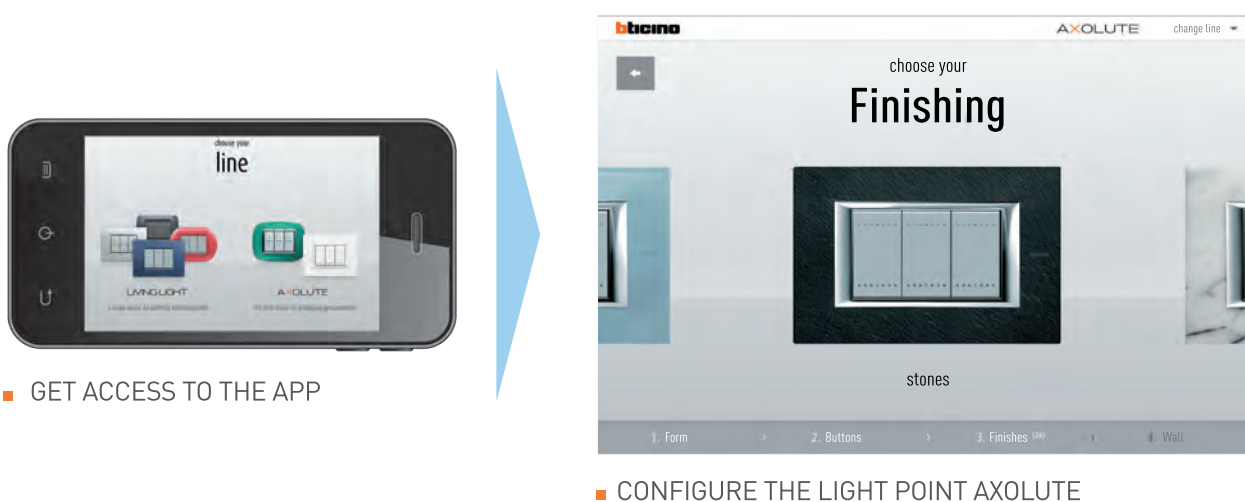 choose your
line
LIVINGLIGHT
AXOLUTE
GET ACCESS TO THE APP
bticino
AXOLUTE
change line
choose your
Finishing
stones
1. Form
2. Buttons
3. Finishes
4. Wall
CONFIGURE THE LIGHT POINT AXOLUTE